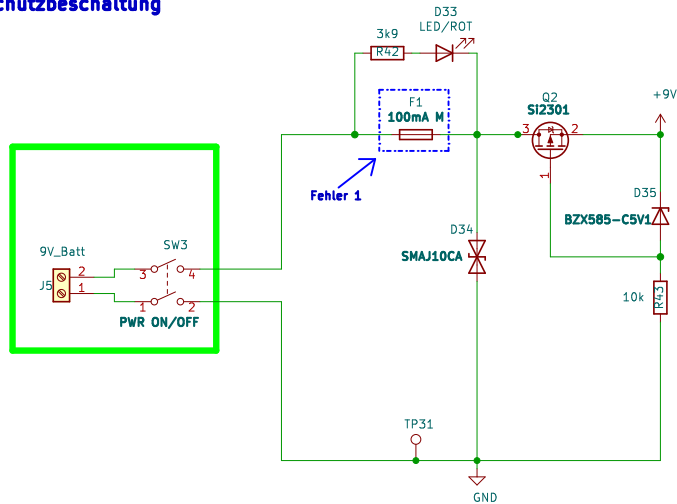 chutzbeschaltung
D33
LED/ROT
3k9
R42
F1
100mA M
Q2
Si2301
+9V
3
2
1
Fehler 1
D35
BZX585-C5V1
D34
SMAJ10CA
9V_Batt
SW3
J5
2
1
3
4
1
2
PWR ON/OFF
10k
R43
TP31
GND